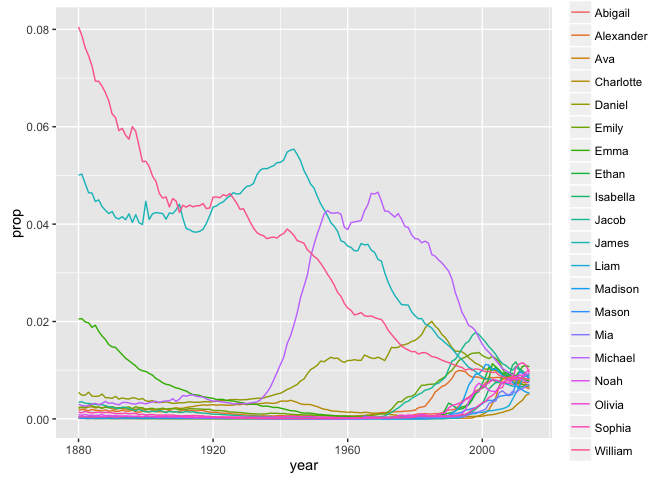 0.08
0.06
0.04
0.02
0.00
prop
1880
1920
1960
2000
year
Abigail
Alexander
Ava
Charlotte
Daniel
Emily
Emma
Ethan
Isabella
Jacob
James
Liam
Madison
Mason
Mia
Michael
Noah
Olivia
Sophia
William